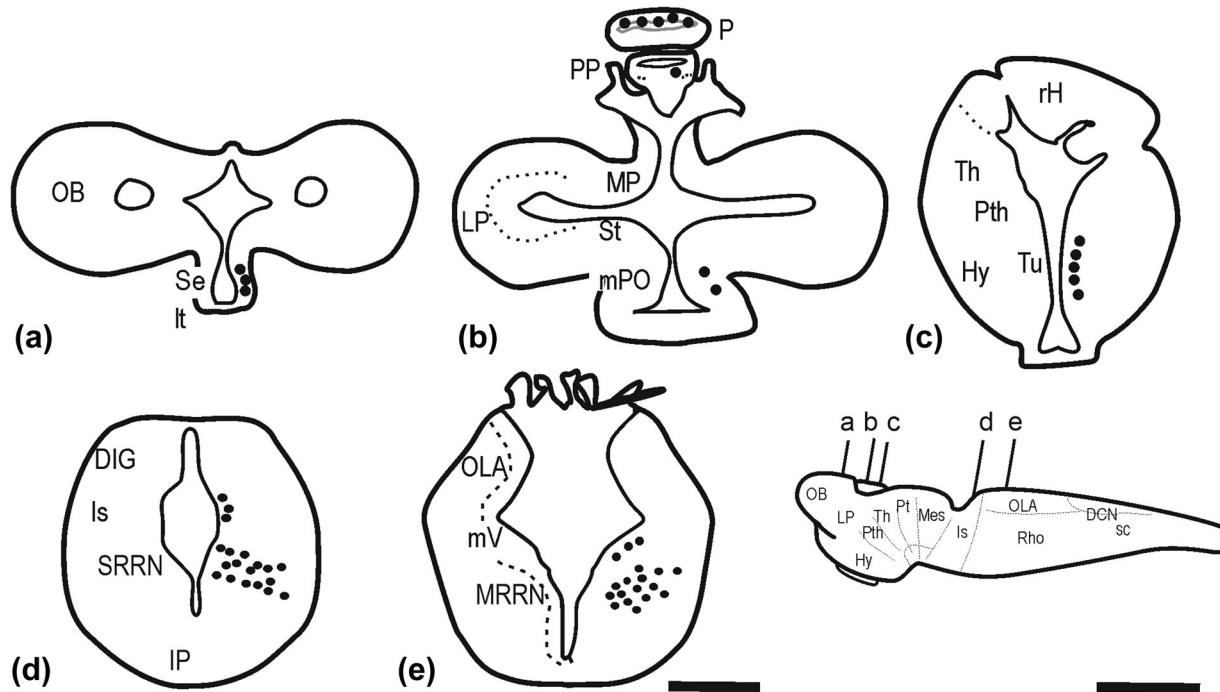 OB
Se
lt
(a)
P
PP
MP
LP
St
mPO
(b)
rH
Th
Pth
Hy
Tu
(c)
DIG
Is
SRRN
IP
(d)
OLA
mV
MRRN
(e)
a b c d e
OB
LP
Th
Pt
Mes
Pth
Hy
Is
OLA
Rho
DCN
sc